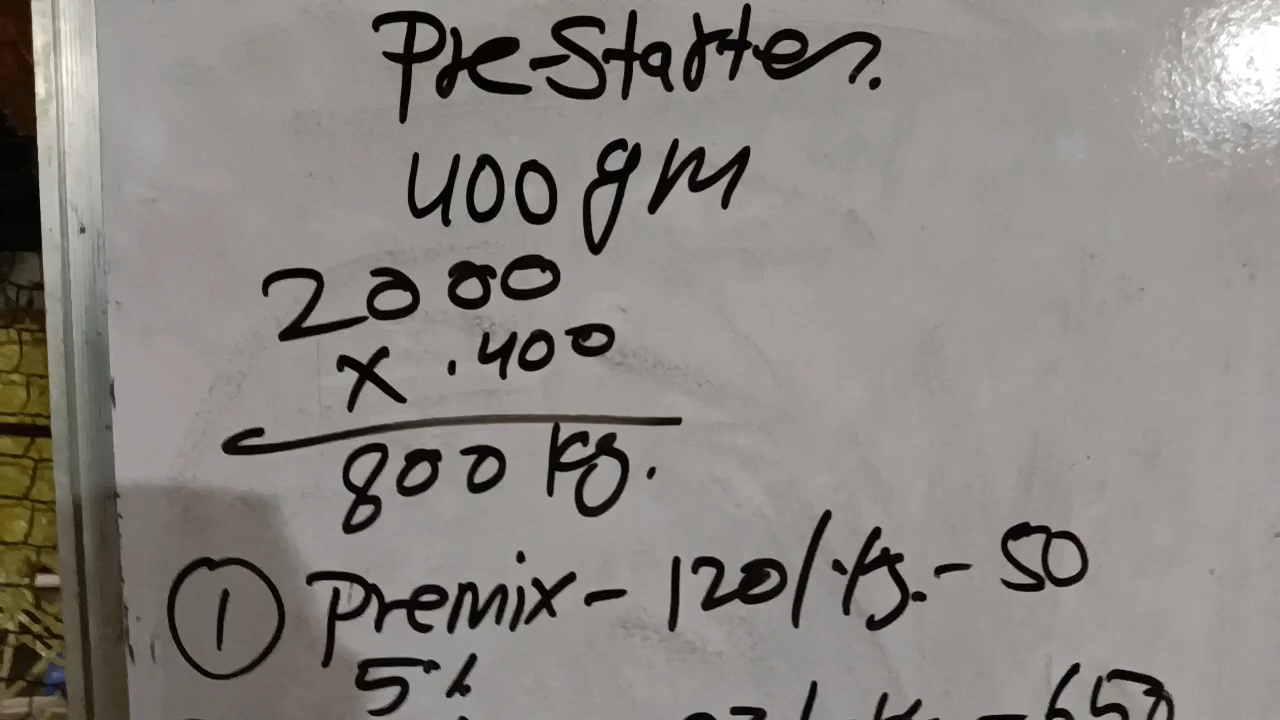 Pre-Starter.
400 gm
2000
x .400
800 kg.
① Premix - 120/kg. - 50
5%